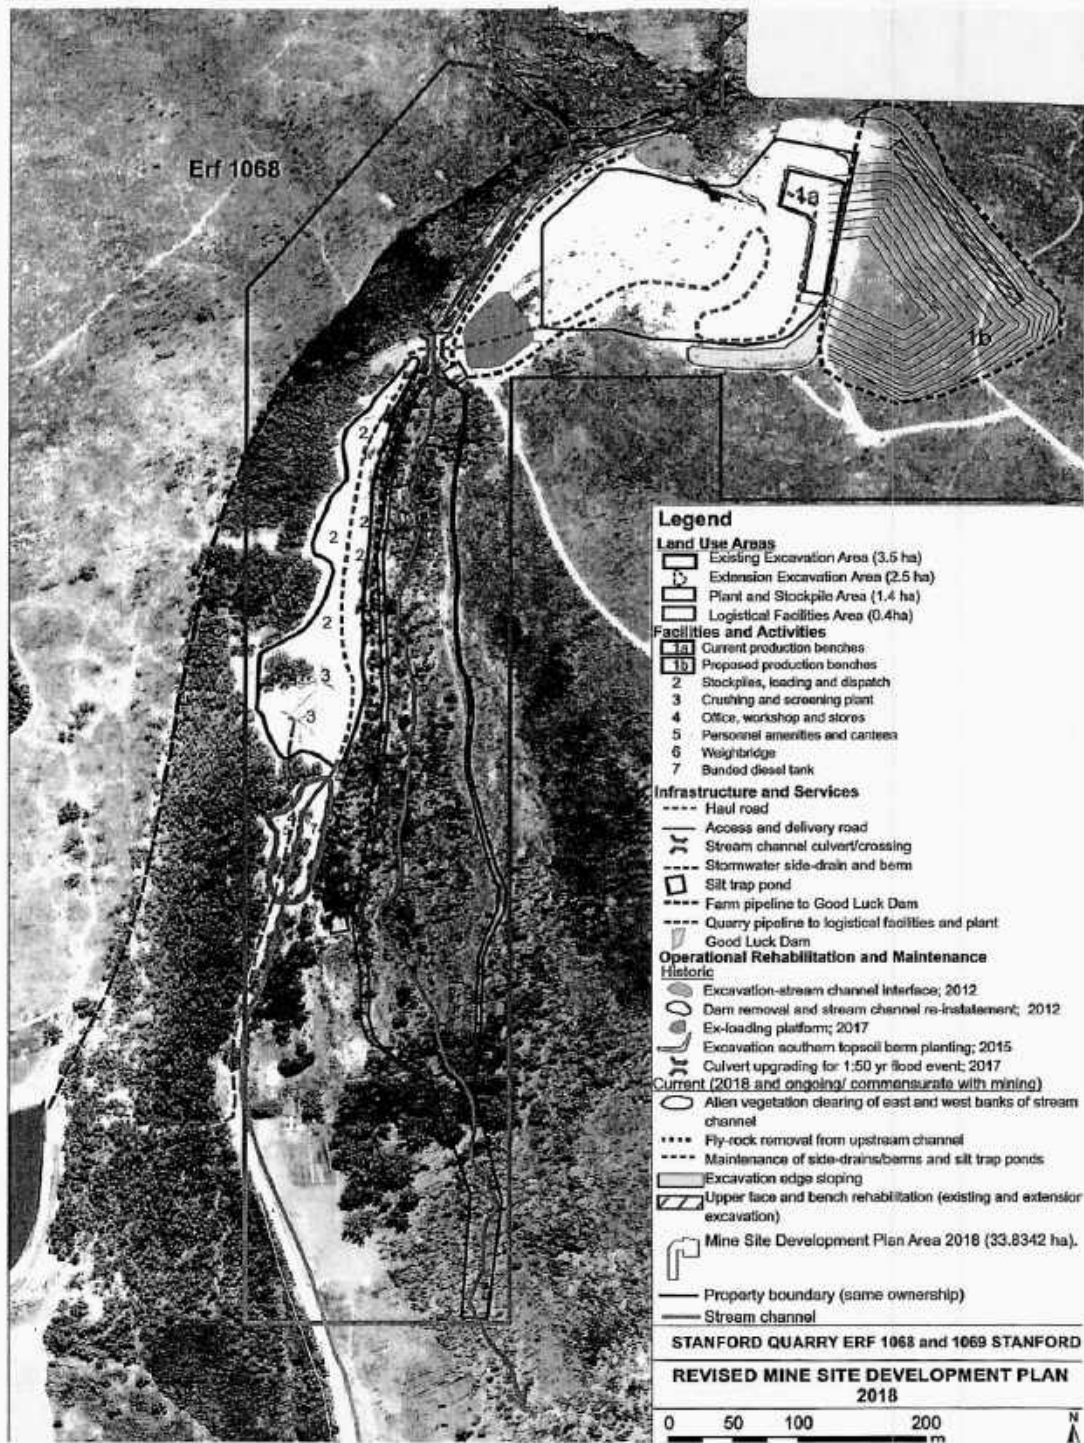 Erf 1068
1a
1b
2
2
2
2
2
3
3
4
5
7
Legend
Land Use Areas
Existing Excavation Area (3.5 ha)
Extension Excavation Area (2.5 ha)
Plant and Stockpile Area (1.4 ha)
Logistical Facilities Area (0.4ha)
Facilities and Activities
1a Current production benches
1b Proposed production benches
2 Stockpiles, loading and dispatch
3 Crushing and screening plant
4 Office, workshop and stores
5 Personnel amenities and canteen
6 Weighbridge
7 Bunded diesel tank
Infrastructure and Services
Haul road
Access and delivery road
Stream channel culvert/crossing
Stormwater side-drain and berm
Silt trap pond
Farm pipeline to Good Luck Dam
Quarry pipeline to logistical facilities and plant
Good Luck Dam
Operational Rehabilitation and Maintenance
Historic
Excavation-stream channel interface; 2012
Dam removal and stream channel re-instatement; 2012
Ex-loading platform; 2017
Excavation southern topsoil berm planting; 2015
Culvert upgrading for 1:50 yr flood event; 2017
Current (2018 and ongoing/ commensurate with mining)
Alien vegetation clearing of east and west banks of stream
channel
Fly-rock removal from upstream channel
Maintenance of side-drains/berms and silt trap ponds
Excavation edge sloping
Upper face and bench rehabilitation (existing and extension
excavation)
Mine Site Development Plan Area 2018 (33.8342 ha).
Property boundary (same ownership)
Stream channel
STANFORD QUARRY ERF 1068 and 1069 STANFORD
REVISED MINE SITE DEVELOPMENT PLAN
2018
0 50 100 200
m
N